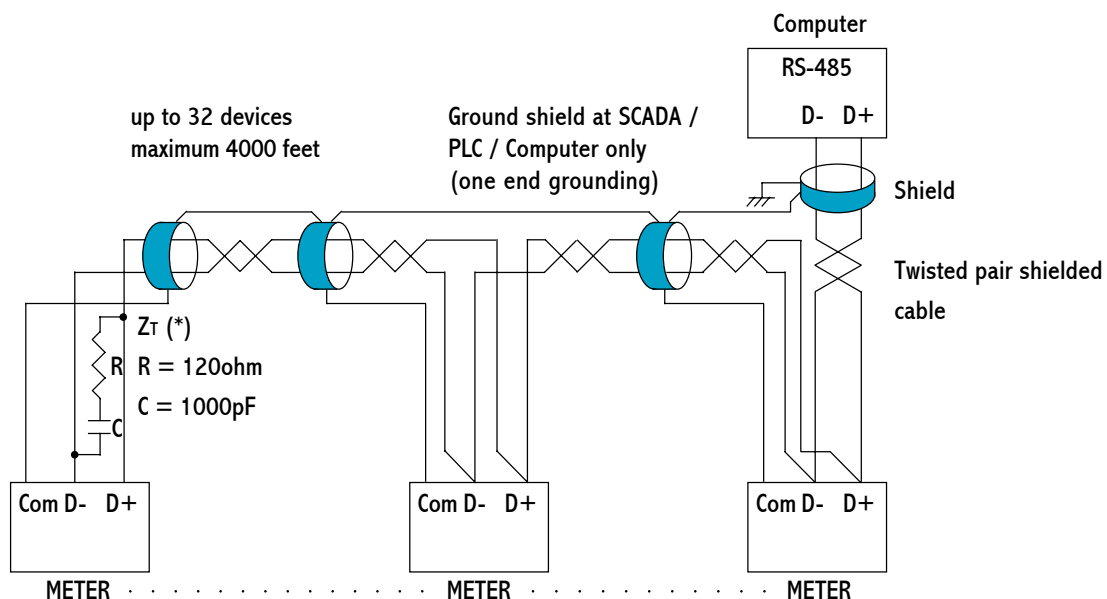 Computer
RS-485
D- D+
up to 32 devices
maximum 4000 feet
Ground shield at SCADA /
PLC / Computer only
(one end grounding)
Shield
Twisted pair shielded
cable
ZT (*)
R R = 120ohm
C = 1000pF
C
Com D- D+
Com D- D+
Com D- D+
METER . . . . . . . . . . . . . . METER . . . . . . . . . . . METER